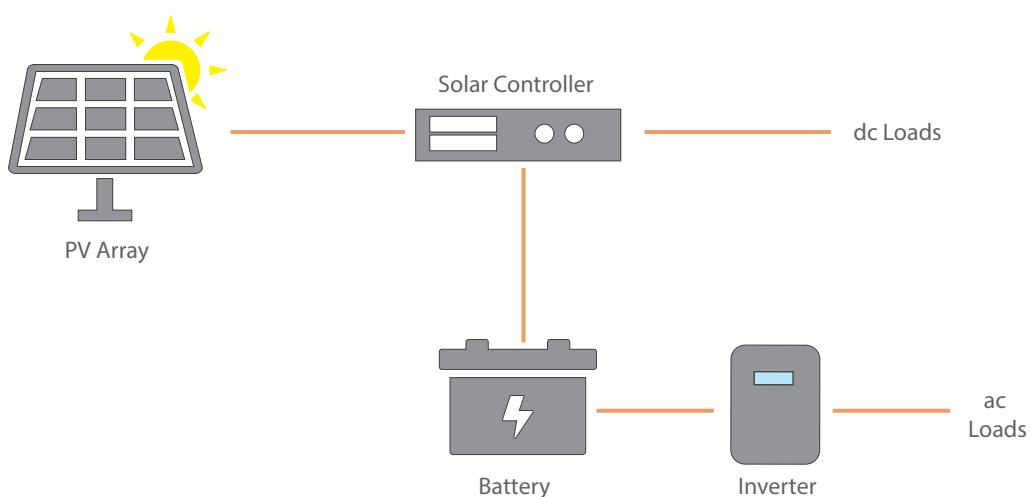 Solar Controller
dc Loads
PV Array
ac
Loads
Battery
Inverter